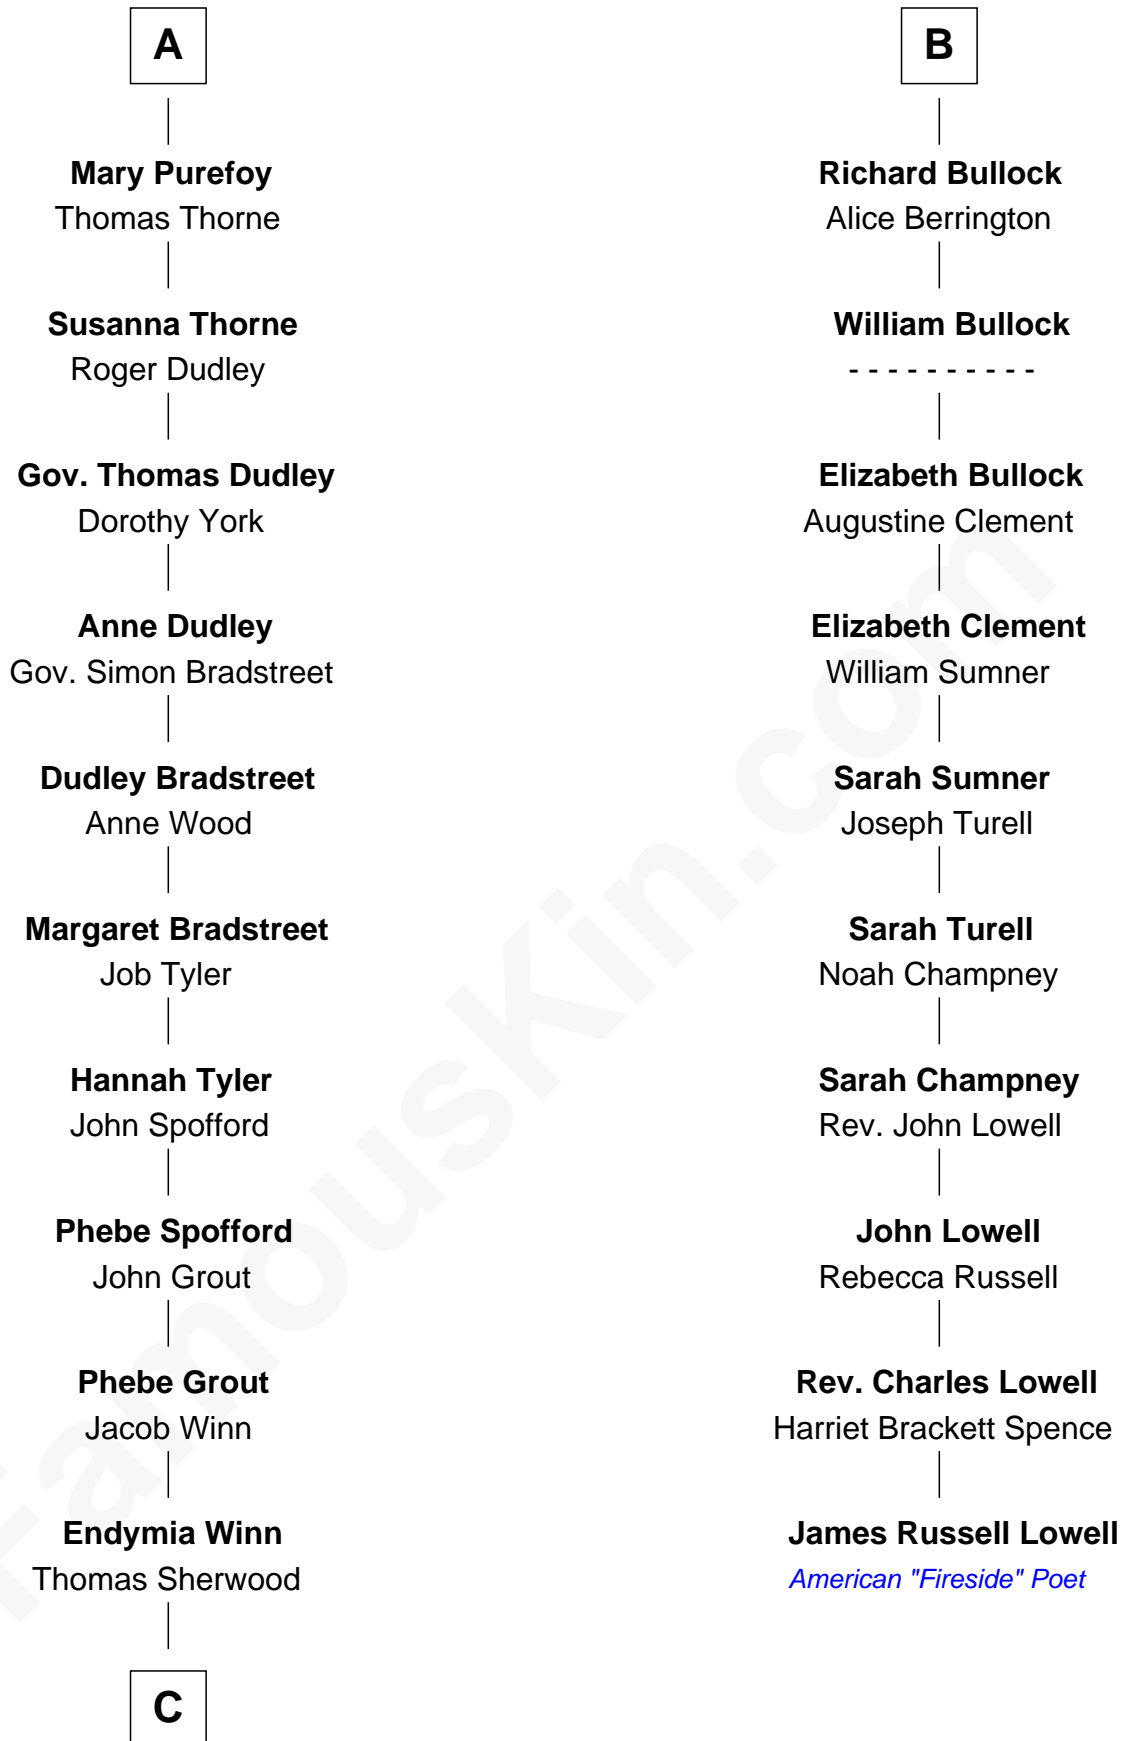 A
Mary Purefoy
Thomas Thorne
Susanna Thorne
Roger Dudley
Gov. Thomas Dudley
Dorothy York
Anne Dudley
Gov. Simon Bradstreet
Dudley Bradstreet
Anne Wood
Margaret Bradstreet
Job Tyler
Hannah Tyler
John Spofford
Phebe Spofford
John Grout
Phebe Grout
Jacob Winn
Endymia Winn
Thomas Sherwood
C
B
Richard Bullock
Alice Berrington
William Bullock
- - - - - - - - - -
Elizabeth Bullock
Augustine Clement
Elizabeth Clement
William Sumner
Sarah Sumner
Joseph Turell
Sarah Turell
Noah Champney
Sarah Champney
Rev. John Lowell
John Lowell
Rebecca Russell
Rev. Charles Lowell
Harriet Brackett Spence
James Russell Lowell
American "Fireside" Poet
FamousKin.com